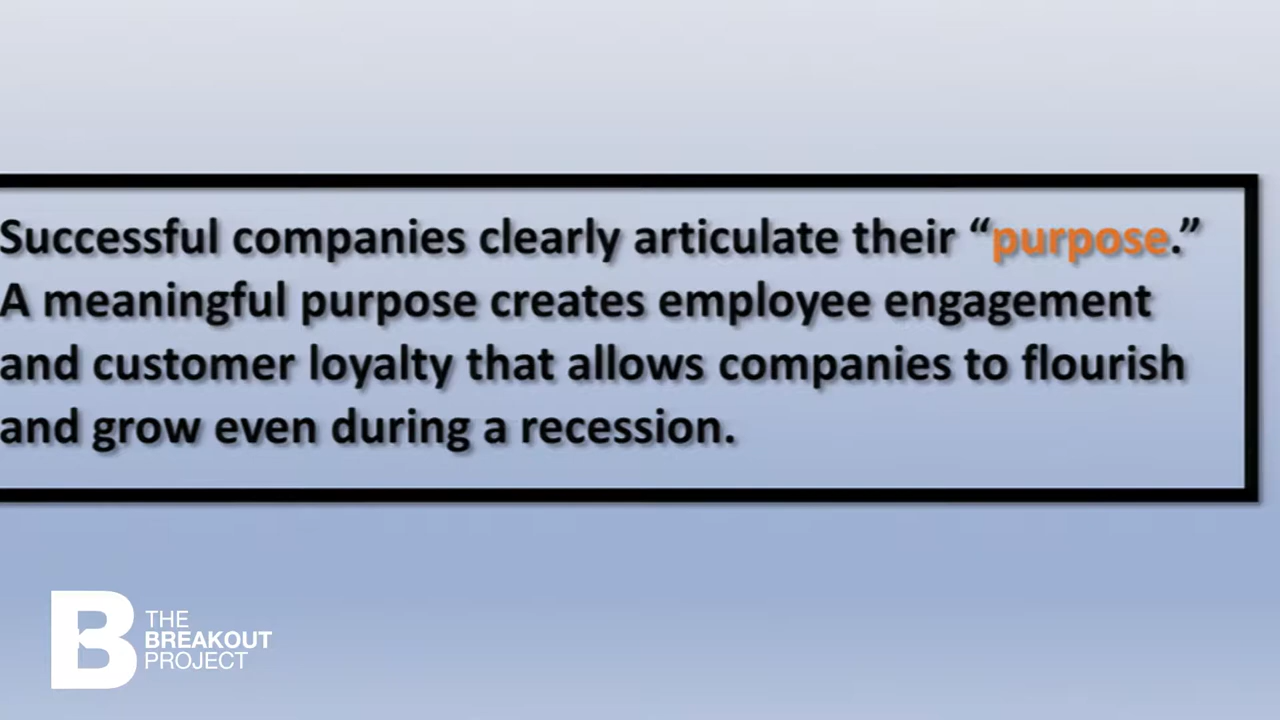 Successful companies clearly articulate their “purpose.”
A meaningful purpose creates employee engagement
and customer loyalty that allows companies to flourish
and grow even during a recession.
B
THE
BREAKOUT
PROJECT